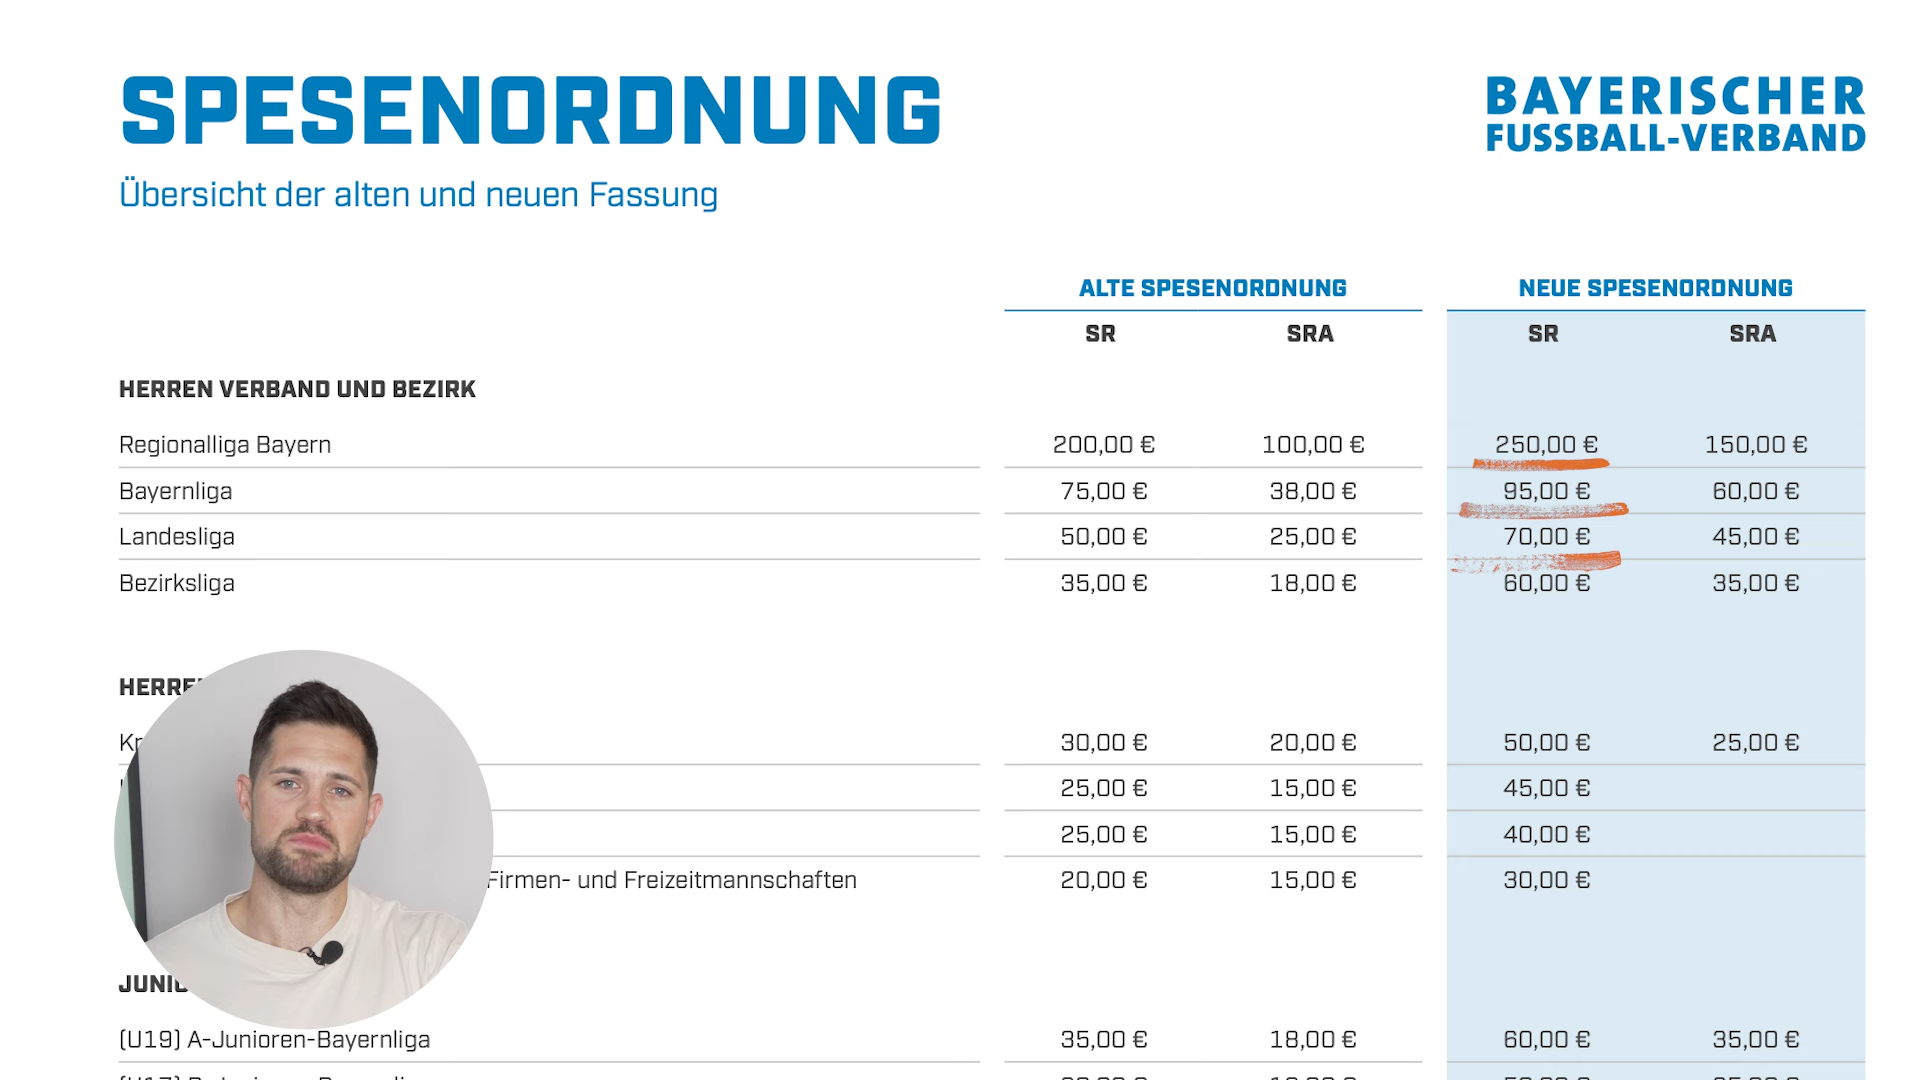 SPESENORDNUNG
BAYERISCHER
FUSSBALL-VERBAND
Übersicht der alten und neuen Fassung
ALTE SPESENORDNUNG NEUE SPESENORDNUNG
SR SRA SR SRA
HERREN VERBAND UND BEZIRK
Regionalliga Bayern 200,00 € 100,00 € 250,00 € 150,00 €
Bayernliga 75,00 € 38,00 € 95,00 € 60,00 €
Landesliga 50,00 € 25,00 € 70,00 € 45,00 €
Bezirksliga 35,00 € 18,00 € 60,00 € 35,00 €
30,00 € 20,00 € 50,00 € 25,00 €
25,00 € 15,00 € 45,00 €
25,00 € 15,00 € 40,00 €
Firmen- und Freizeitmannschaften 20,00 € 15,00 € 30,00 €
(U19) A-Junioren-Bayernliga 35,00 € 18,00 € 60,00 € 35,00 €